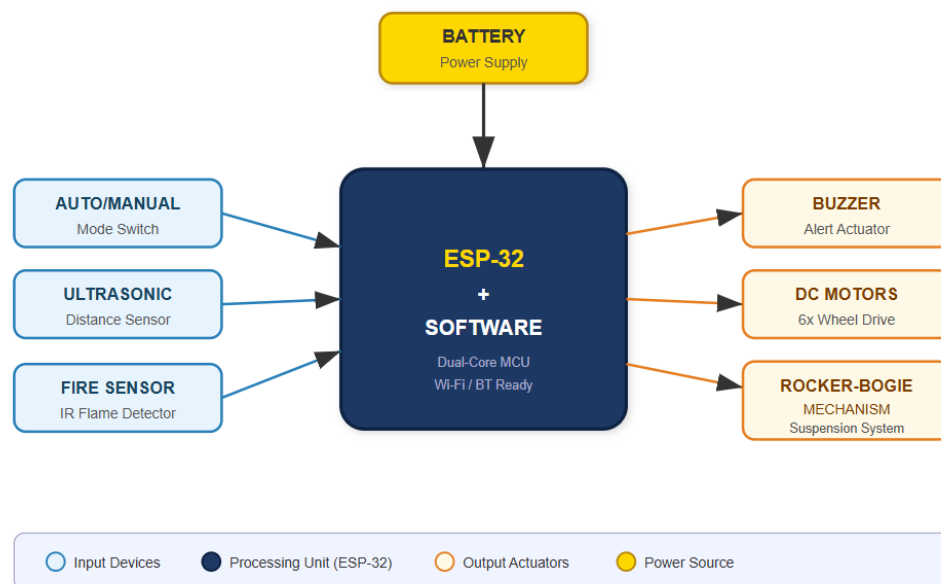 BATTERY
Power Supply
AUTO/MANUAL
Mode Switch
ULTRASONIC
Distance Sensor
FIRE SENSOR
IR Flame Detector
ESP-32
+
SOFTWARE
Dual-Core MCU
Wi-Fi / BT Ready
BUZZER
Alert Actuator
DC MOTORS
6x Wheel Drive
ROCKER-BOGIE
MECHANISM
Suspension System
Input Devices
Processing Unit (ESP-32)
Output Actuators
Power Source